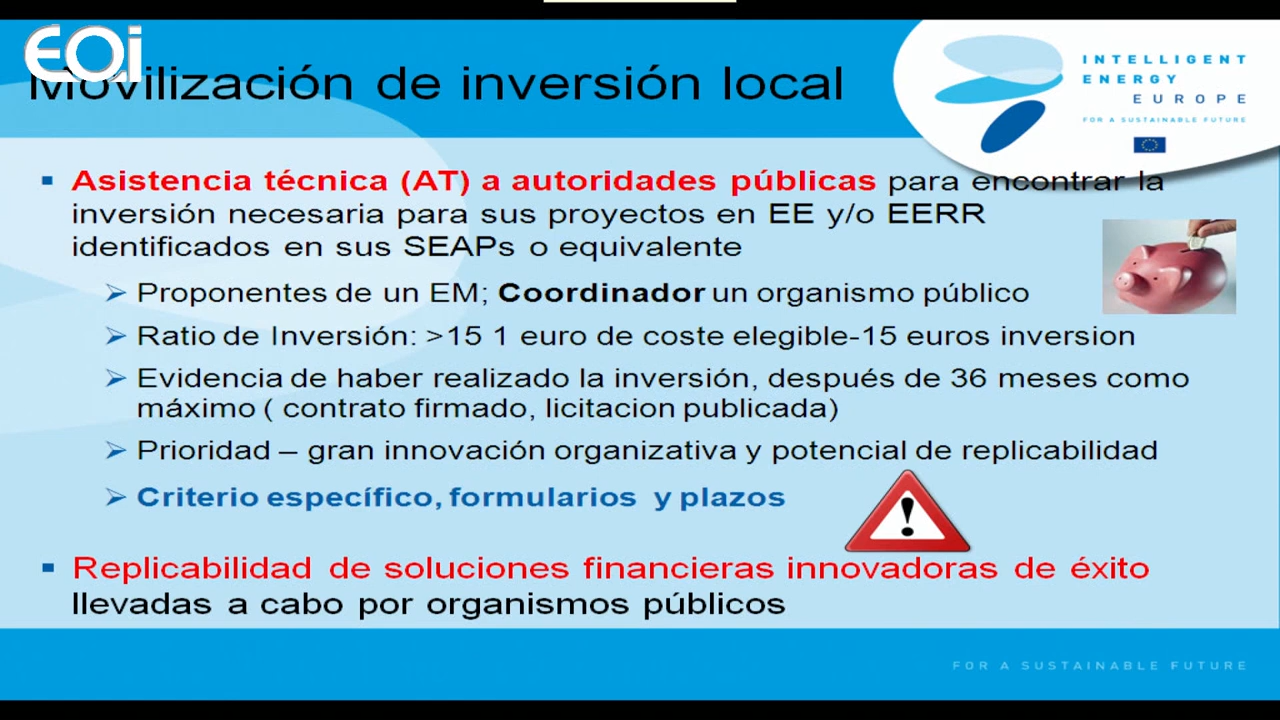 EOi
Movilización de inversión local
INTELLIGENT
ENERGY
EUROPE
FOR A SUSTAINABLE FUTURE
▪ Asistencia técnica (AT) a autoridades públicas para encontrar la
inversión necesaria para sus proyectos en EE y/o EERR
identificados en sus SEAPs o equivalente
➢ Proponentes de un EM; Coordinador un organismo público
➢ Ratio de Inversión: >15 1 euro de coste elegible-15 euros inversion
➢ Evidencia de haber realizado la inversión, después de 36 meses como
máximo ( contrato firmado, licitacion publicada)
➢ Prioridad – gran innovación organizativa y potencial de replicabilidad
➢ Criterio específico, formularios y plazos
▪ Replicabilidad de soluciones financieras innovadoras de éxito
llevadas a cabo por organismos públicos
FOR A SUSTAINABLE FUTURE